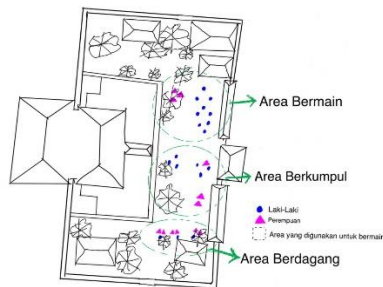 Area Bermain
Area Berkumpul
Laki-Laki
Perempuan
Area yang digunakan untuk bermain
Area Berdagang